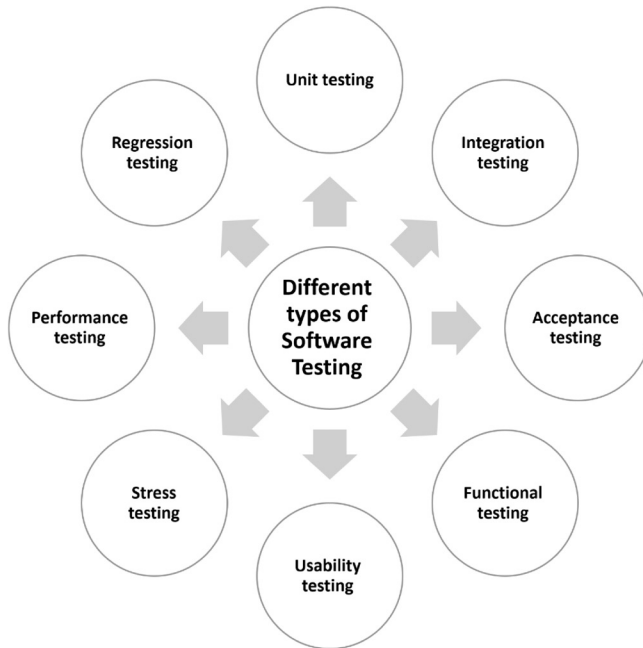 Unit testing
Integration
testing
Acceptance
testing
Functional
testing
Usability
testing
Stress
testing
Performance
testing
Regression
testing
Different
types of
Software
Testing